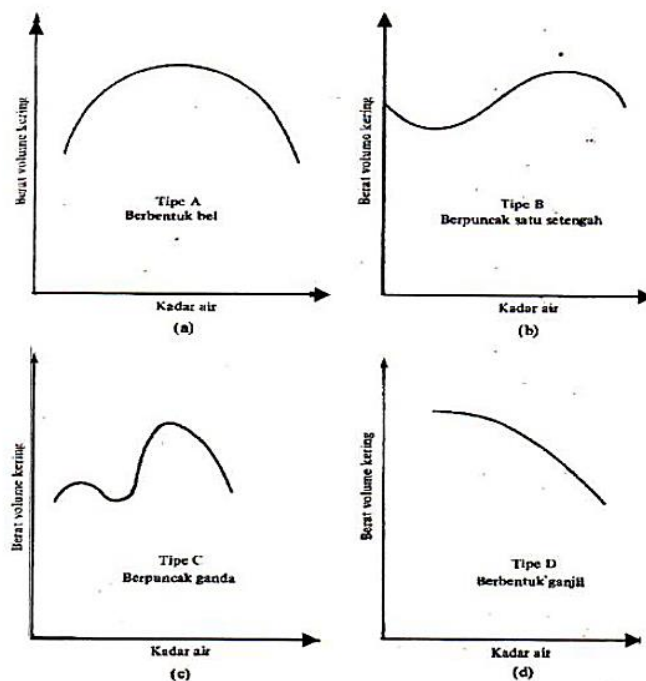 Berat volume kering
Tipe A
Berbentuk bel
Kadar air
(a)
Berat volume kering
Tipe B
Berpuncak satu setengah
Kadar air
(b)
Berat volume kering
Tipe C
Berpuncak ganda
Kadar air
(c)
Berat volume kering
Tipe D
Berbentuk ganjil
Kadar air
(d)